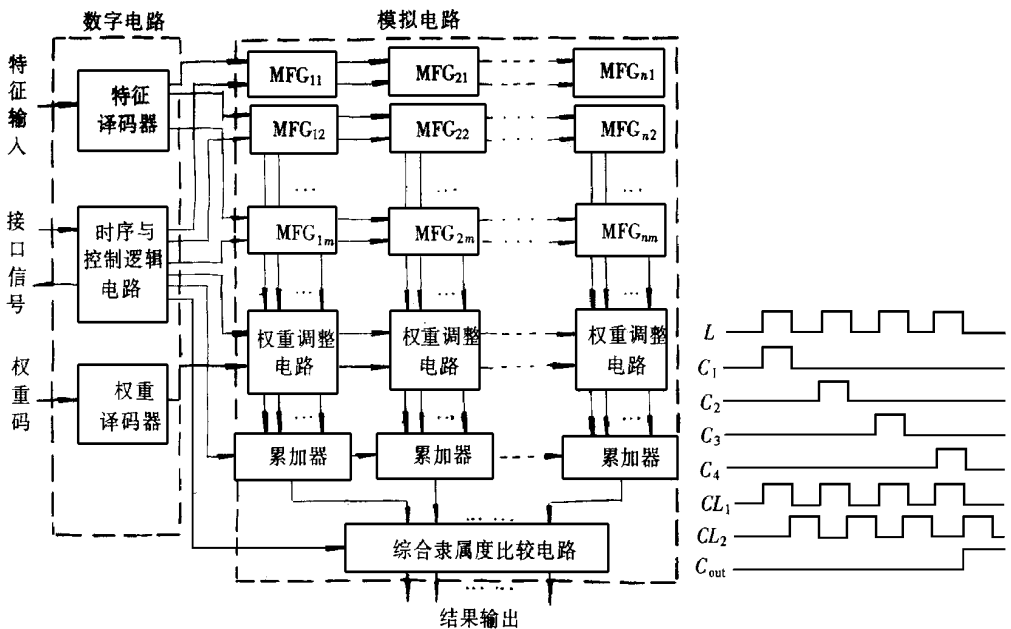 数字电路
模拟电路
特征输入
特征
译码器
MFG₁₁
MFG₂₁
MFGₙ₁
MFG₁₂
MFG₂₂
MFGₙ₂
接口信号
时序与
控制逻辑
电路
MFG₁ₘ
MFG₂ₘ
MFGₙₘ
权重码
权重
译码器
权重调整
电路
权重调整
电路
权重调整
电路
累加器
累加器
累加器
综合隶属度比较电路
结果输出
L
C₁
C₂
C₃
C₄
CL₁
CL₂
Cout